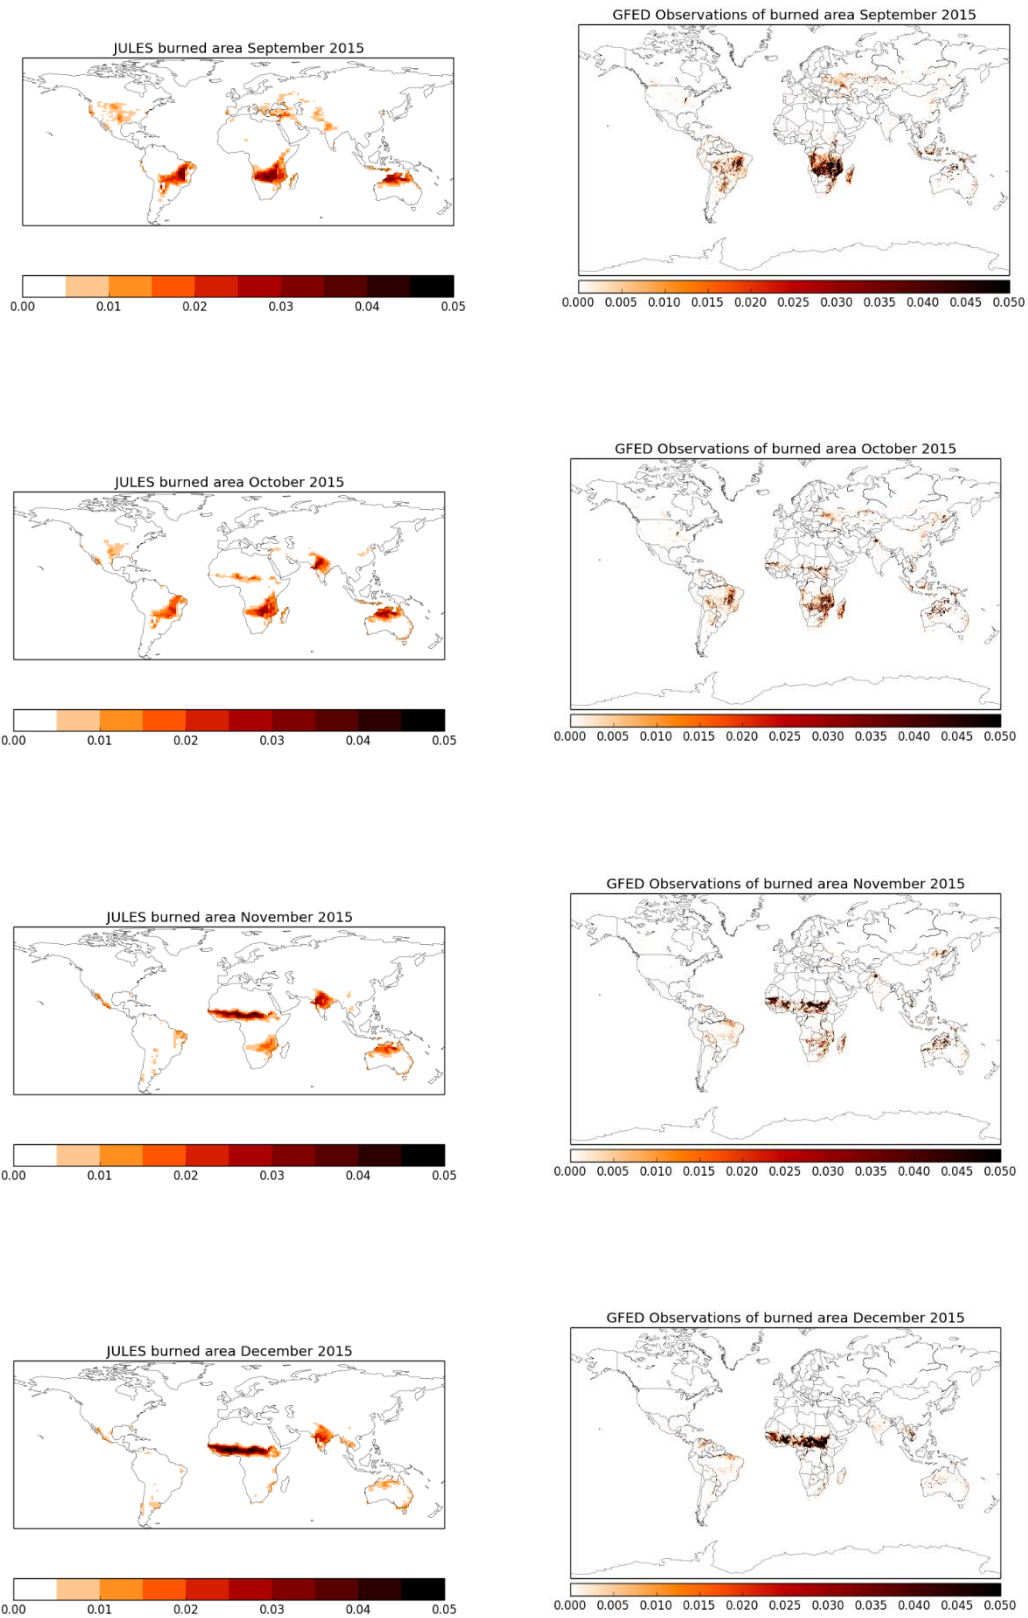 GFED Observations of burned area September 2015
JULES burned area September 2015
0.00 0.01 0.02 0.03 0.04 0.05
0.000 0.005 0.010 0.015 0.020 0.025 0.030 0.035 0.040 0.045 0.050
GFED Observations of burned area October 2015
JULES burned area October 2015
0.00 0.01 0.02 0.03 0.04 0.05
0.000 0.005 0.010 0.015 0.020 0.025 0.030 0.035 0.040 0.045 0.050
GFED Observations of burned area November 2015
JULES burned area November 2015
0.00 0.01 0.02 0.03 0.04 0.05
0.000 0.005 0.010 0.015 0.020 0.025 0.030 0.035 0.040 0.045 0.050
GFED Observations of burned area December 2015
JULES burned area December 2015
0.00 0.01 0.02 0.03 0.04 0.05
0.000 0.005 0.010 0.015 0.020 0.025 0.030 0.035 0.040 0.045 0.050